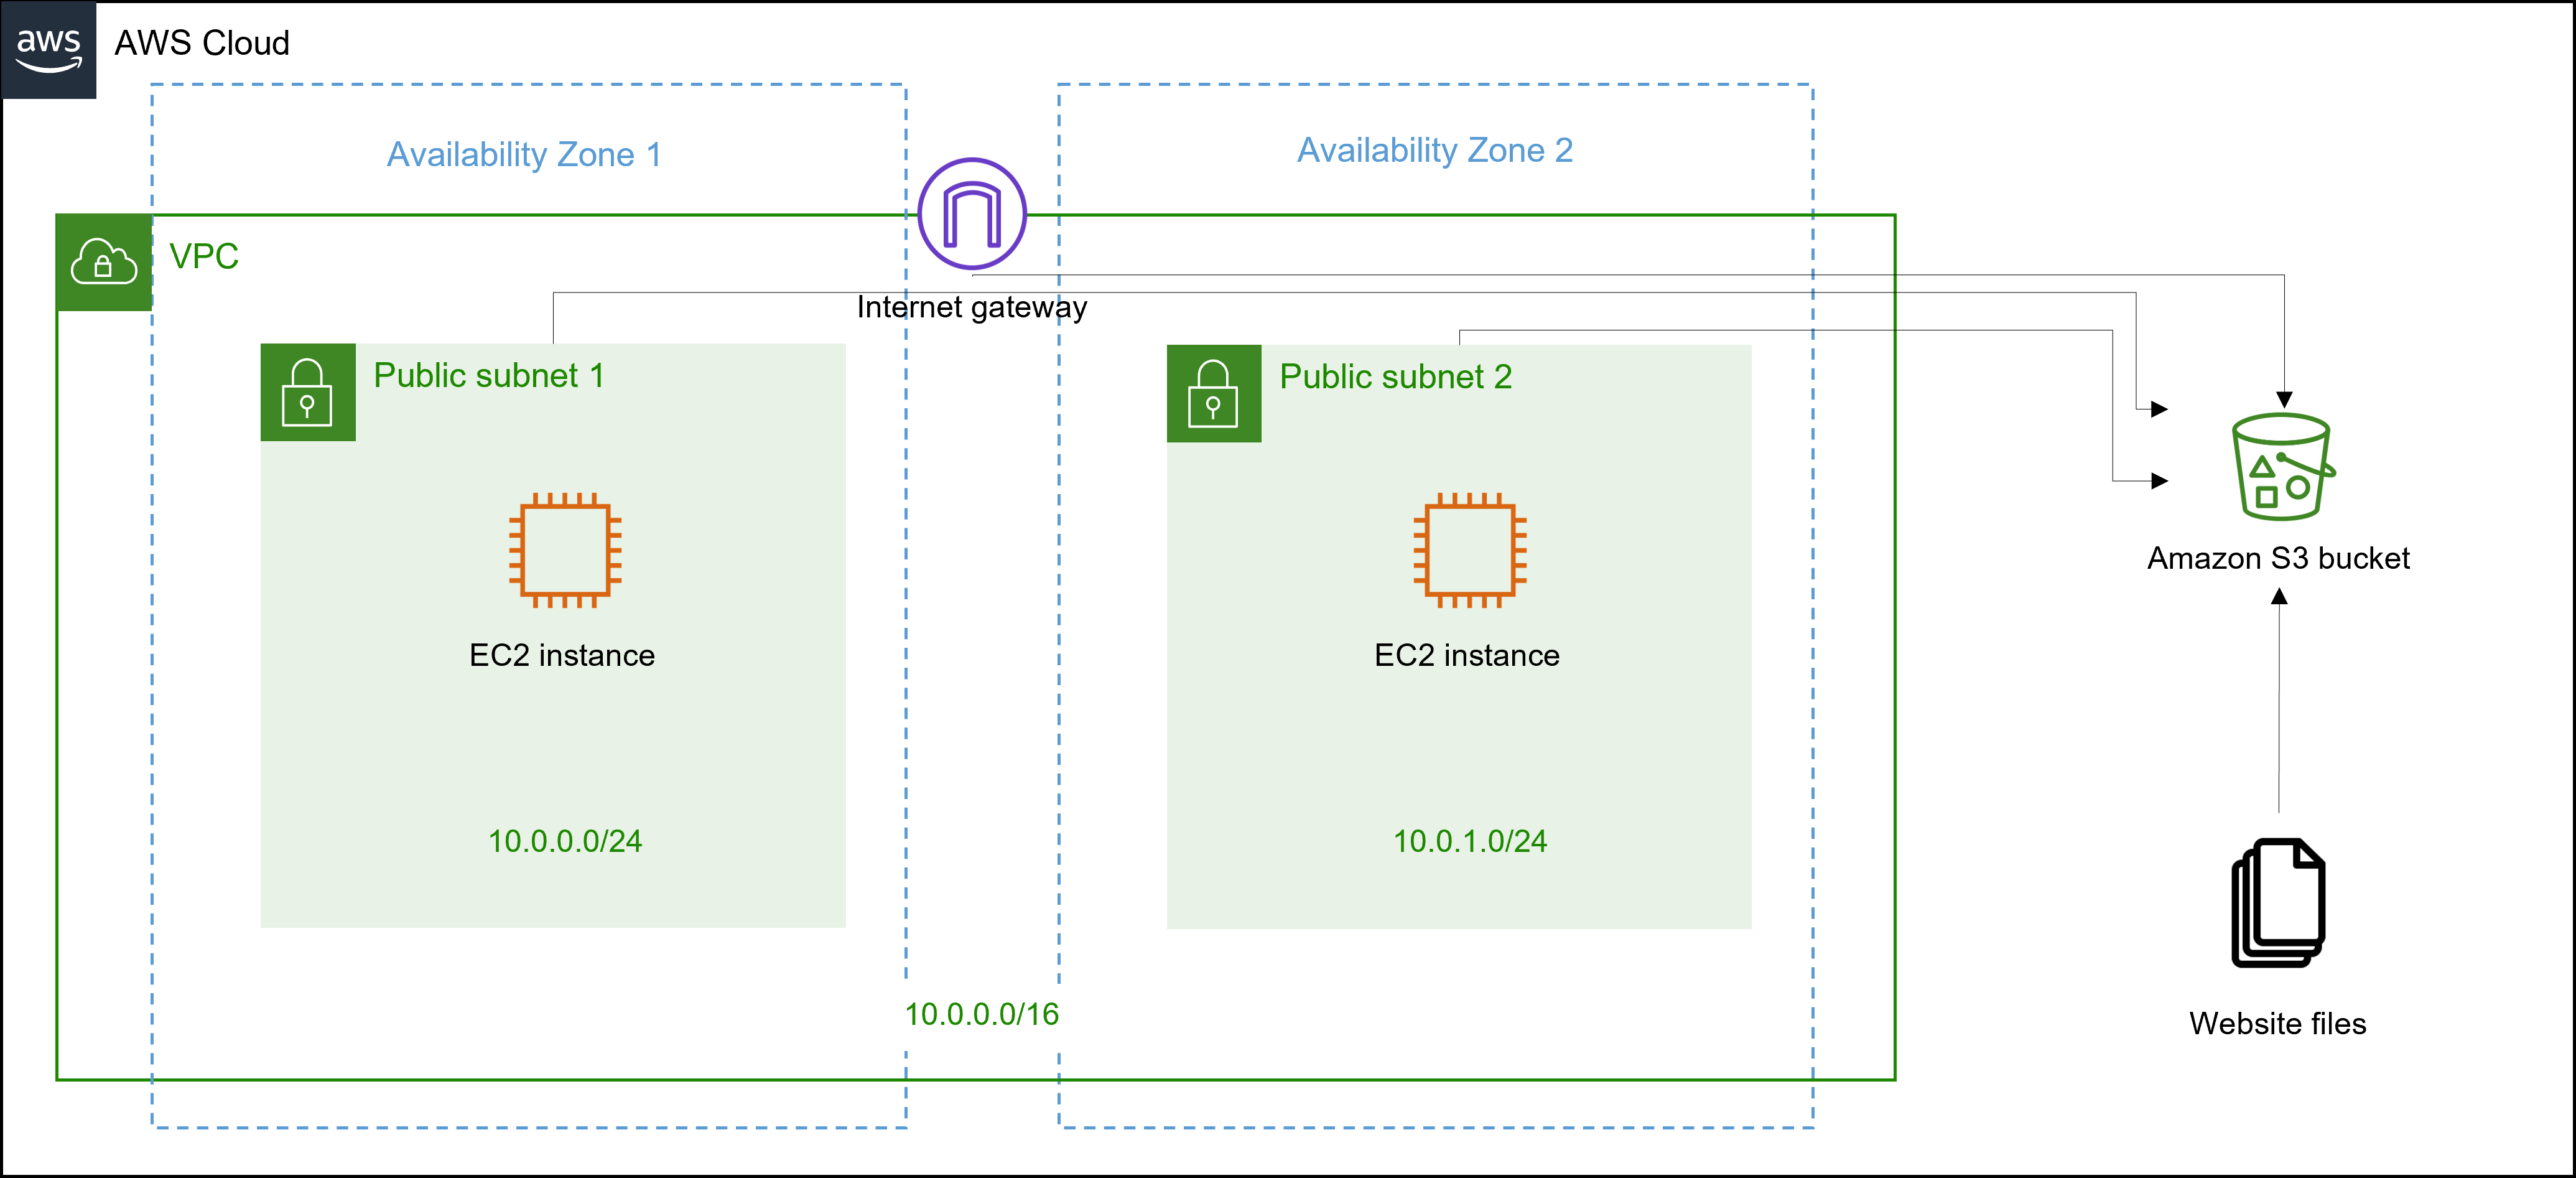 aws
AWS Cloud
Availability Zone 1
Availability Zone 2
VPC
Internet gateway
Public subnet 1
Public subnet 2
EC2 instance
EC2 instance
Amazon S3 bucket
10.0.0.0/24
10.0.1.0/24
10.0.0.0/16
Website files